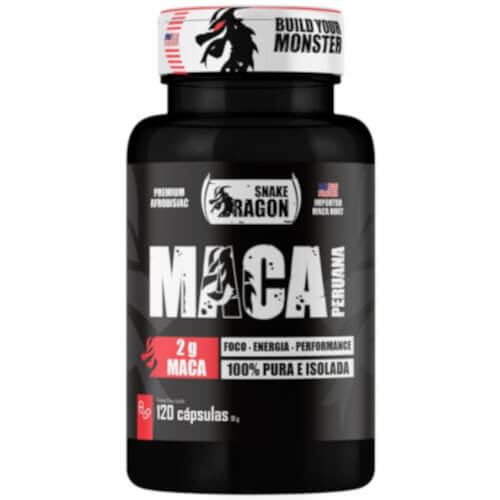 BUILD YOUR
MONSTER
PREMIUM
AFRODISIAC
SNAKE
DRAGON
IMPORTED
MACA ROOT
MACA
PERUANA
2 g
MACA
FOCO - ENERGIA - PERFORMANCE
100% PURA E ISOLADA
120 cápsulas